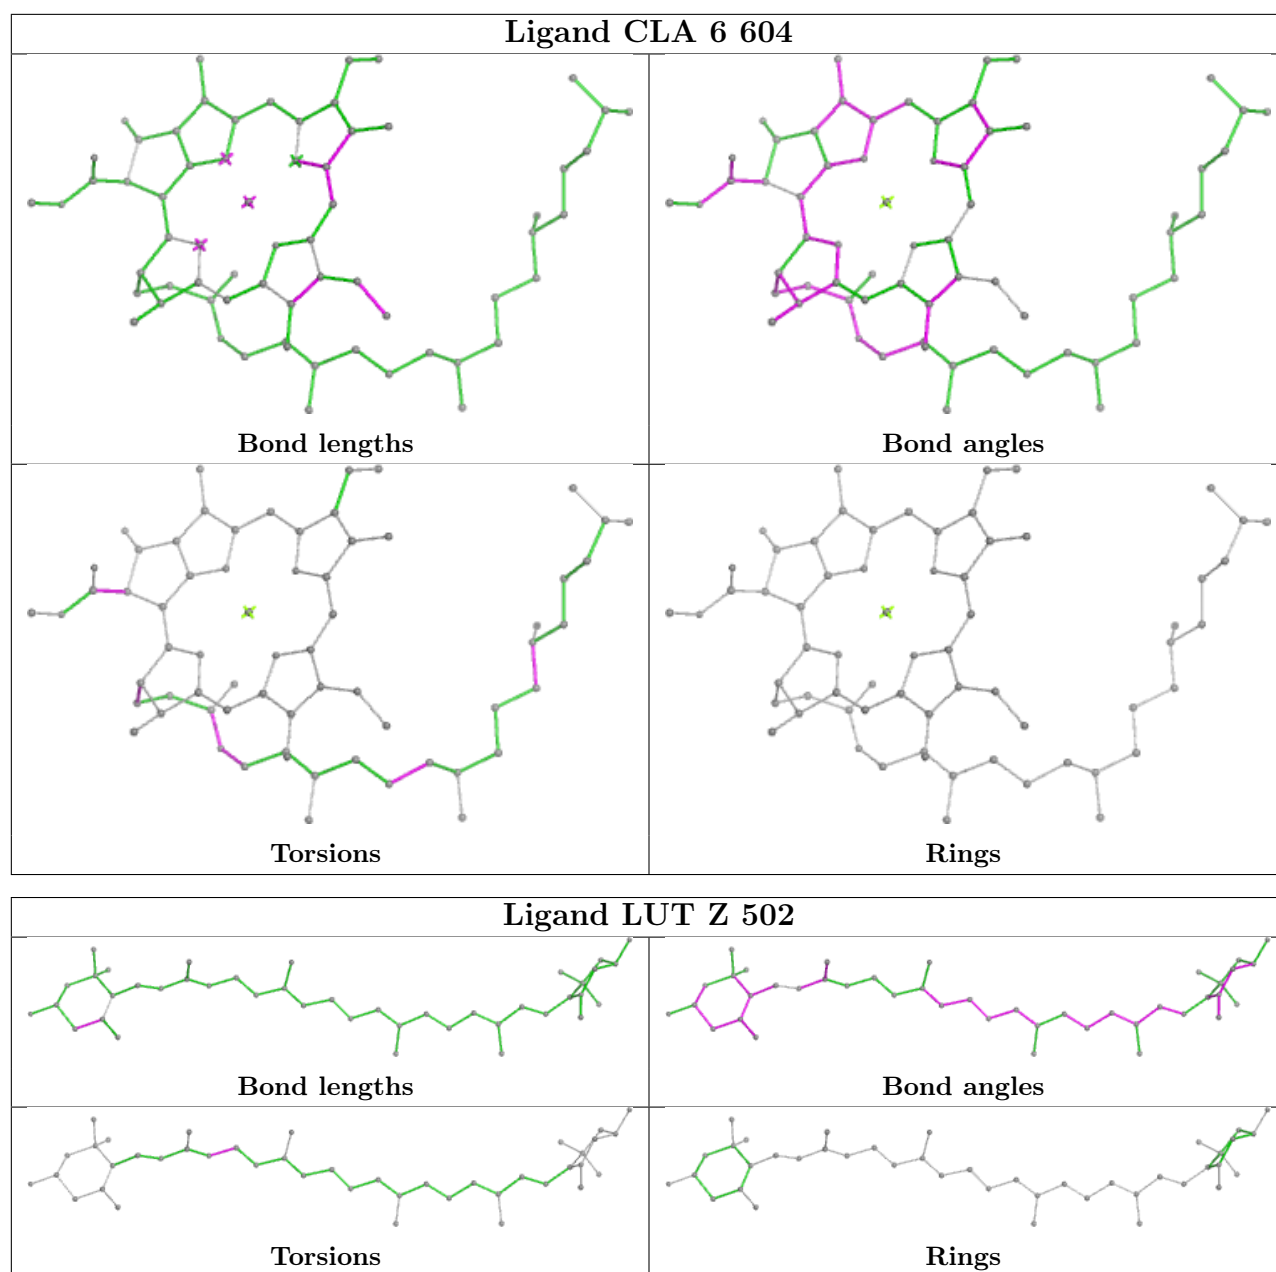 Ligand CLA 6 604
Bond lengths
Bond angles
Torsions
Rings
Ligand LUT Z 502
Bond lengths
Bond angles
Torsions
Rings